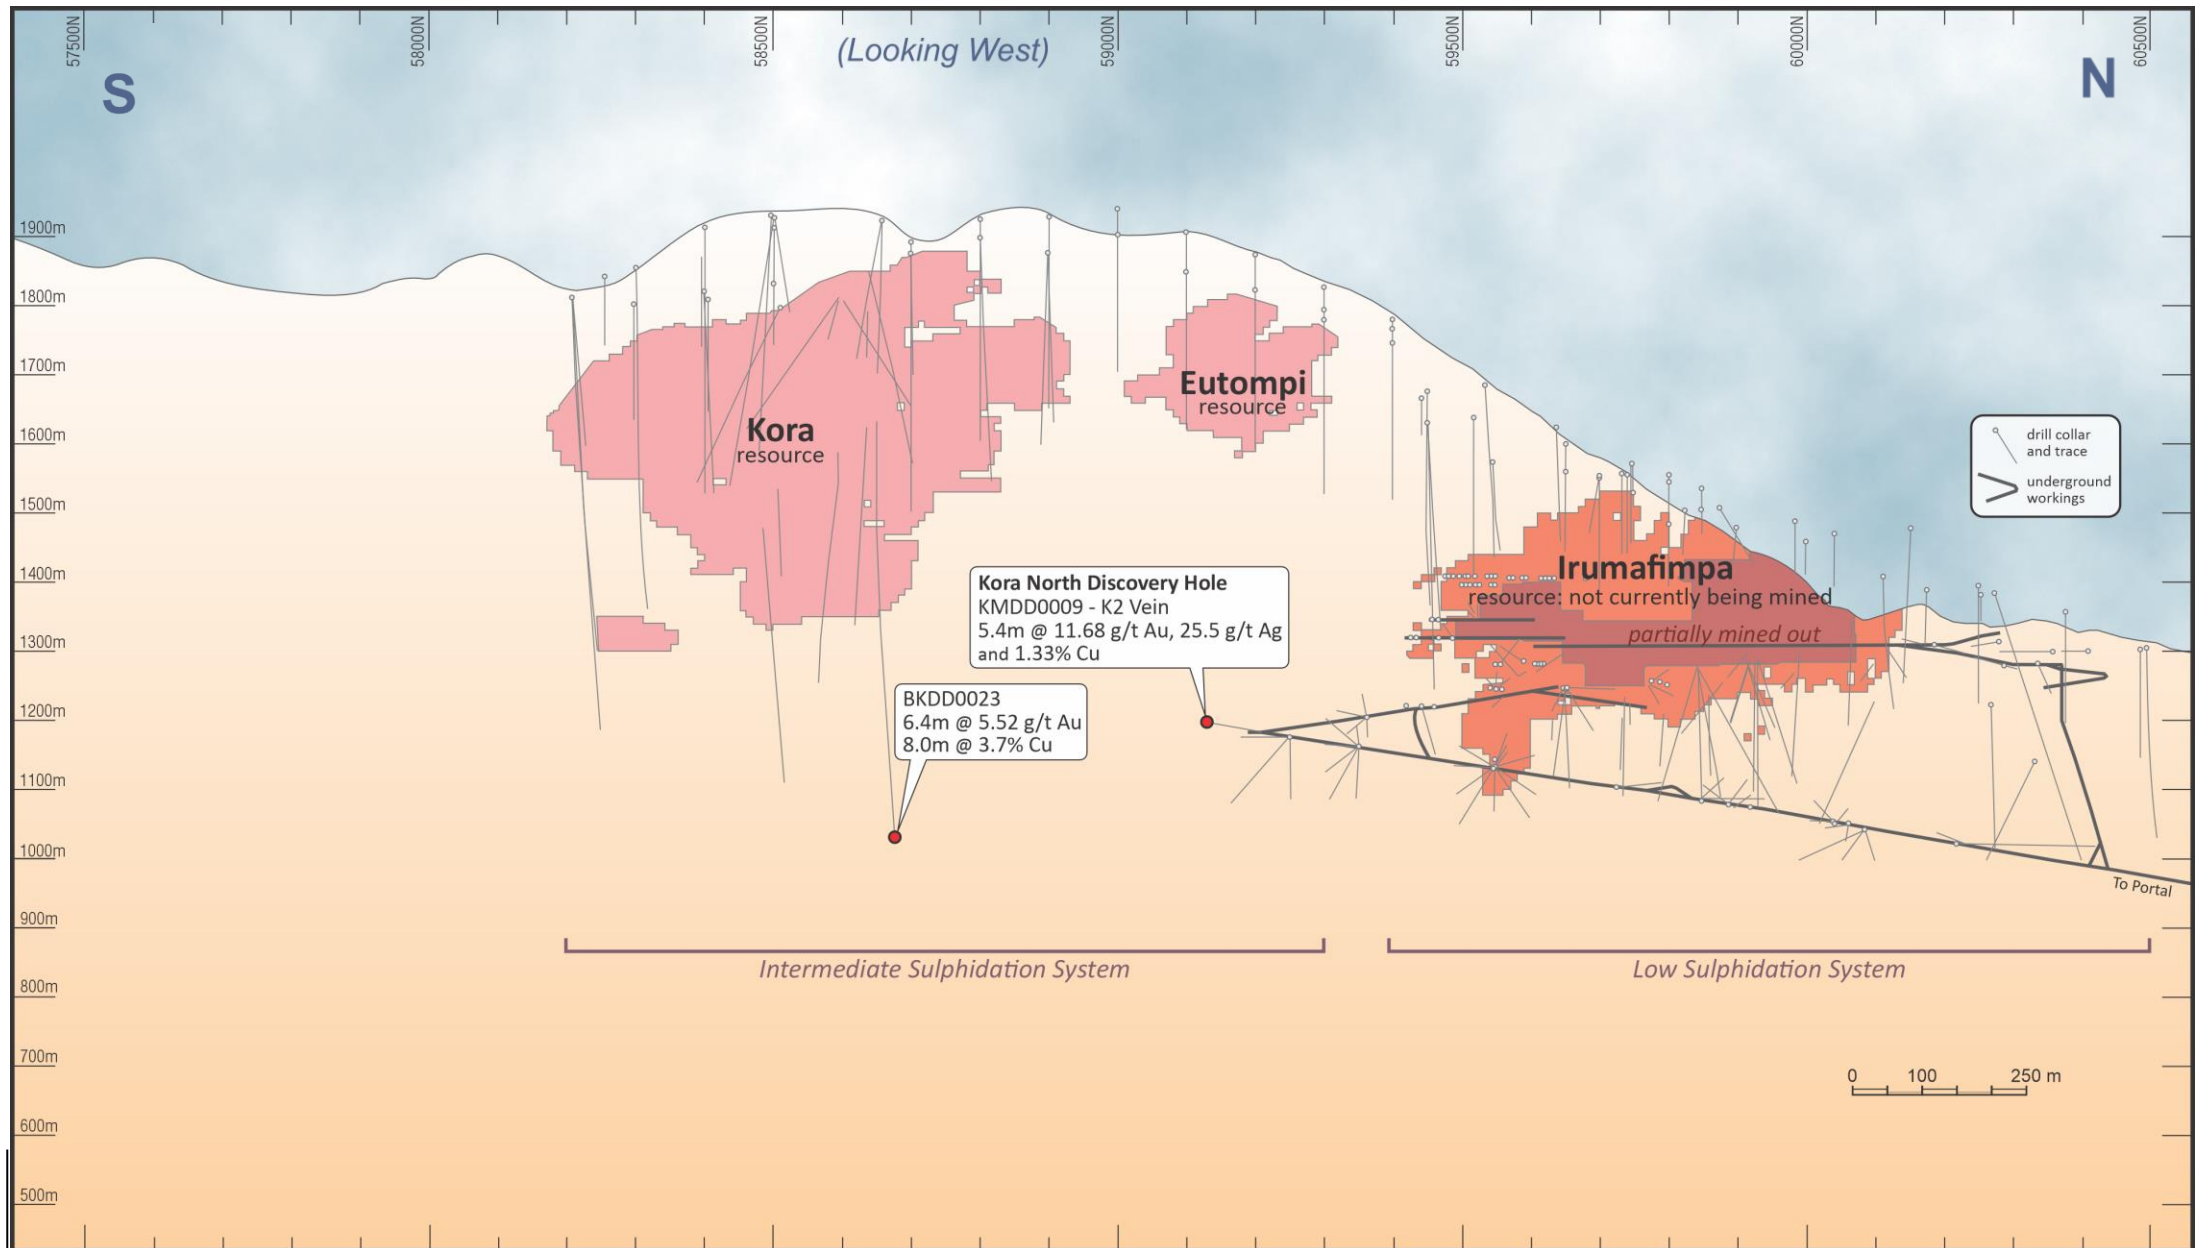 57500N
58000N
58500N
59000N
59500N
60000N
60500N
(Looking West)
S
N
1900m
1800m
1700m
1600m
1500m
1400m
1300m
1200m
1100m
1000m
900m
800m
700m
600m
500m
Kora
resource
Eutompi
resource
drill collar
and trace
underground
workings
Irumafimpa
resource: not currently being mined
partially mined out
Kora North Discovery Hole
KMDD0009 - K2 Vein
5.4m @ 11.68 g/t Au, 25.5 g/t Ag
and 1.33% Cu
BKDD0023
6.4m @ 5.52 g/t Au
8.0m @ 3.7% Cu
To Portal
Intermediate Sulphidation System
Low Sulphidation System
0 100 250 m